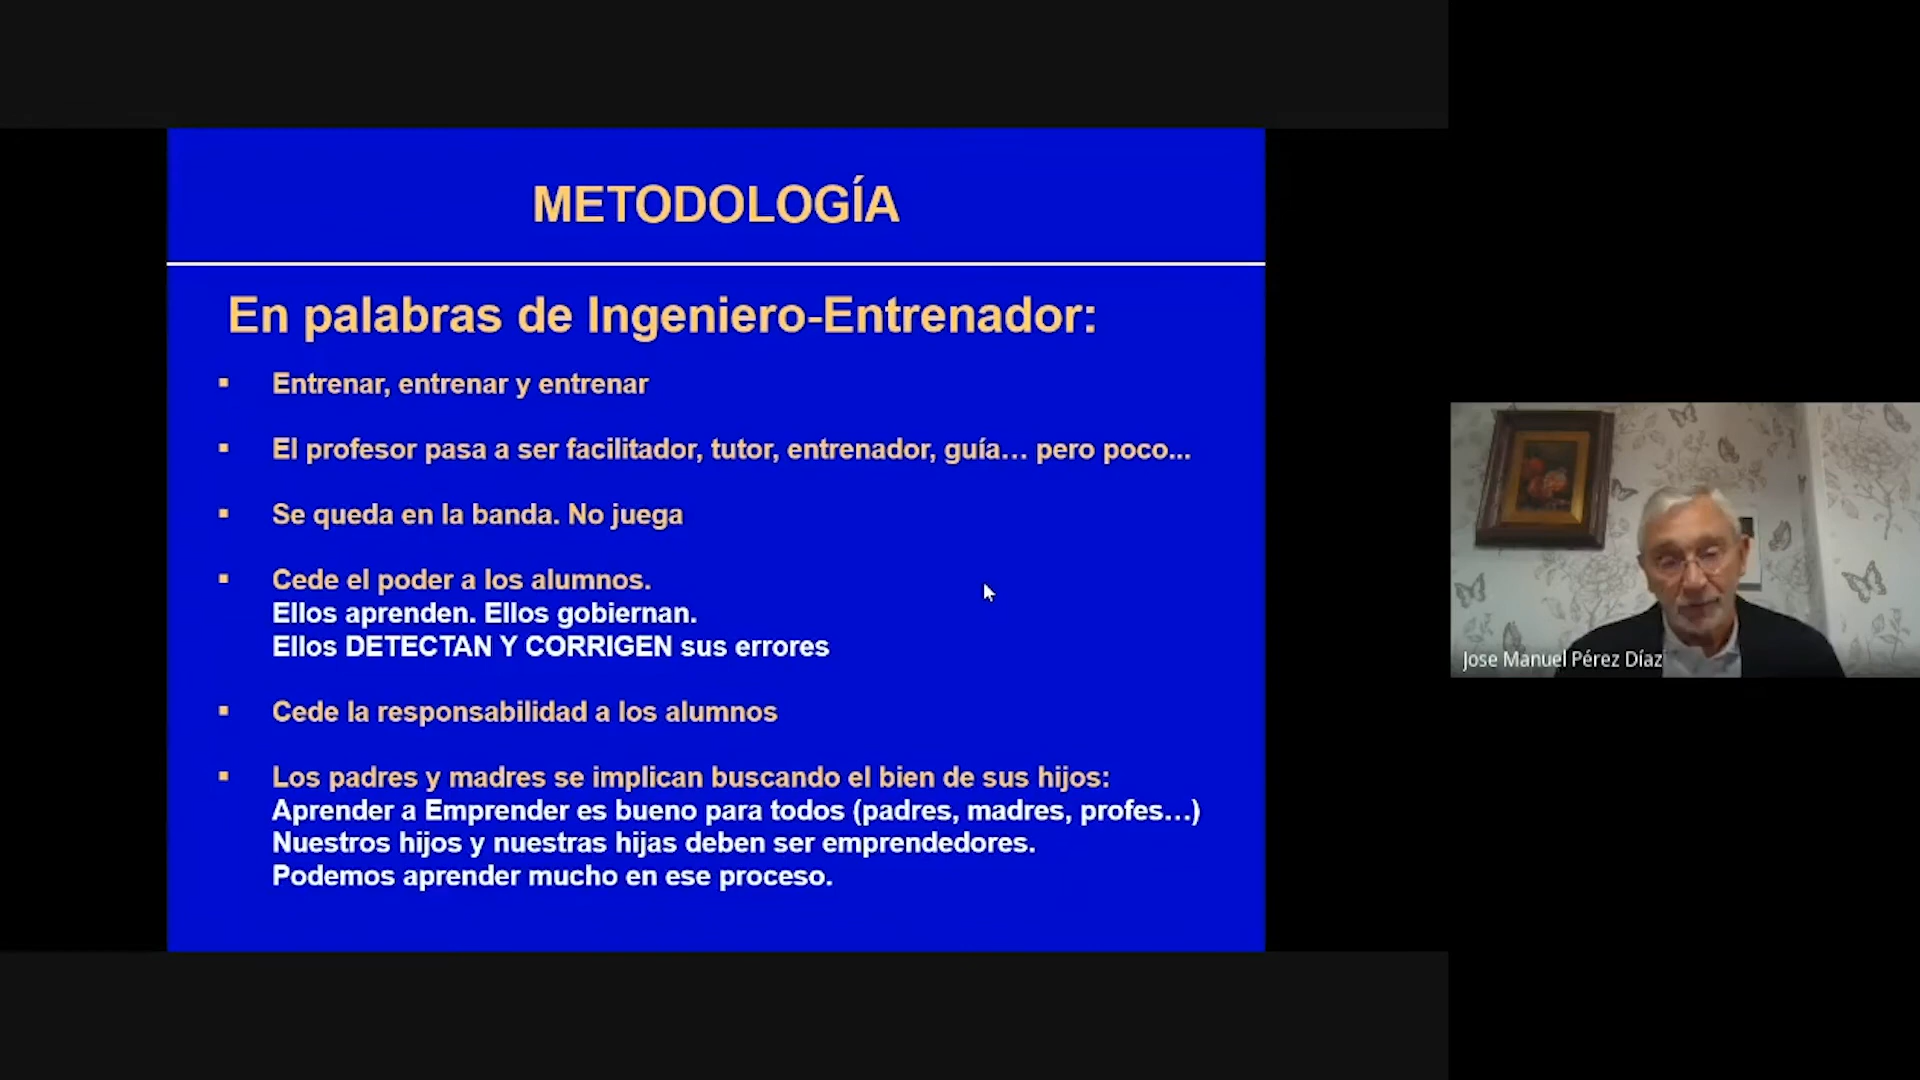 METODOLOGÍA
En palabras de Ingeniero-Entrenador:
▪ Entrenar, entrenar y entrenar
▪ El profesor pasa a ser facilitador, tutor, entrenador, guía… pero poco...
▪ Se queda en la banda. No juega
▪ Cede el poder a los alumnos.
Ellos aprenden. Ellos gobiernan.
Ellos DETECTAN Y CORRIGEN sus errores
▪ Cede la responsabilidad a los alumnos
▪ Los padres y madres se implican buscando el bien de sus hijos:
Aprender a Emprender es bueno para todos (padres, madres, profes…)
Nuestros hijos y nuestras hijas deben ser emprendedores.
Podemos aprender mucho en ese proceso.
Jose Manuel Pérez Díaz